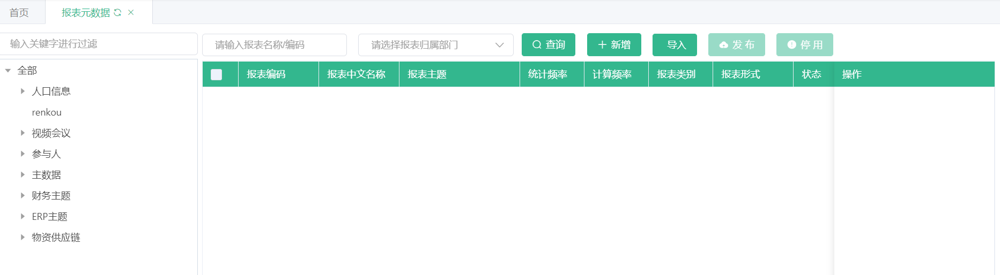 首页
报表元数据
输入关键字进行过滤
请输入报表名称/编码
请选择报表归属部门
查询
新增
导入
发 布
停 用
全部
人口信息
renkou
视频会议
参与人
主数据
财务主题
ERP主题
物资供应链
报表编码
报表中文名称
报表主题
统计频率
计算频率
报表类别
报表形式
状态
操作